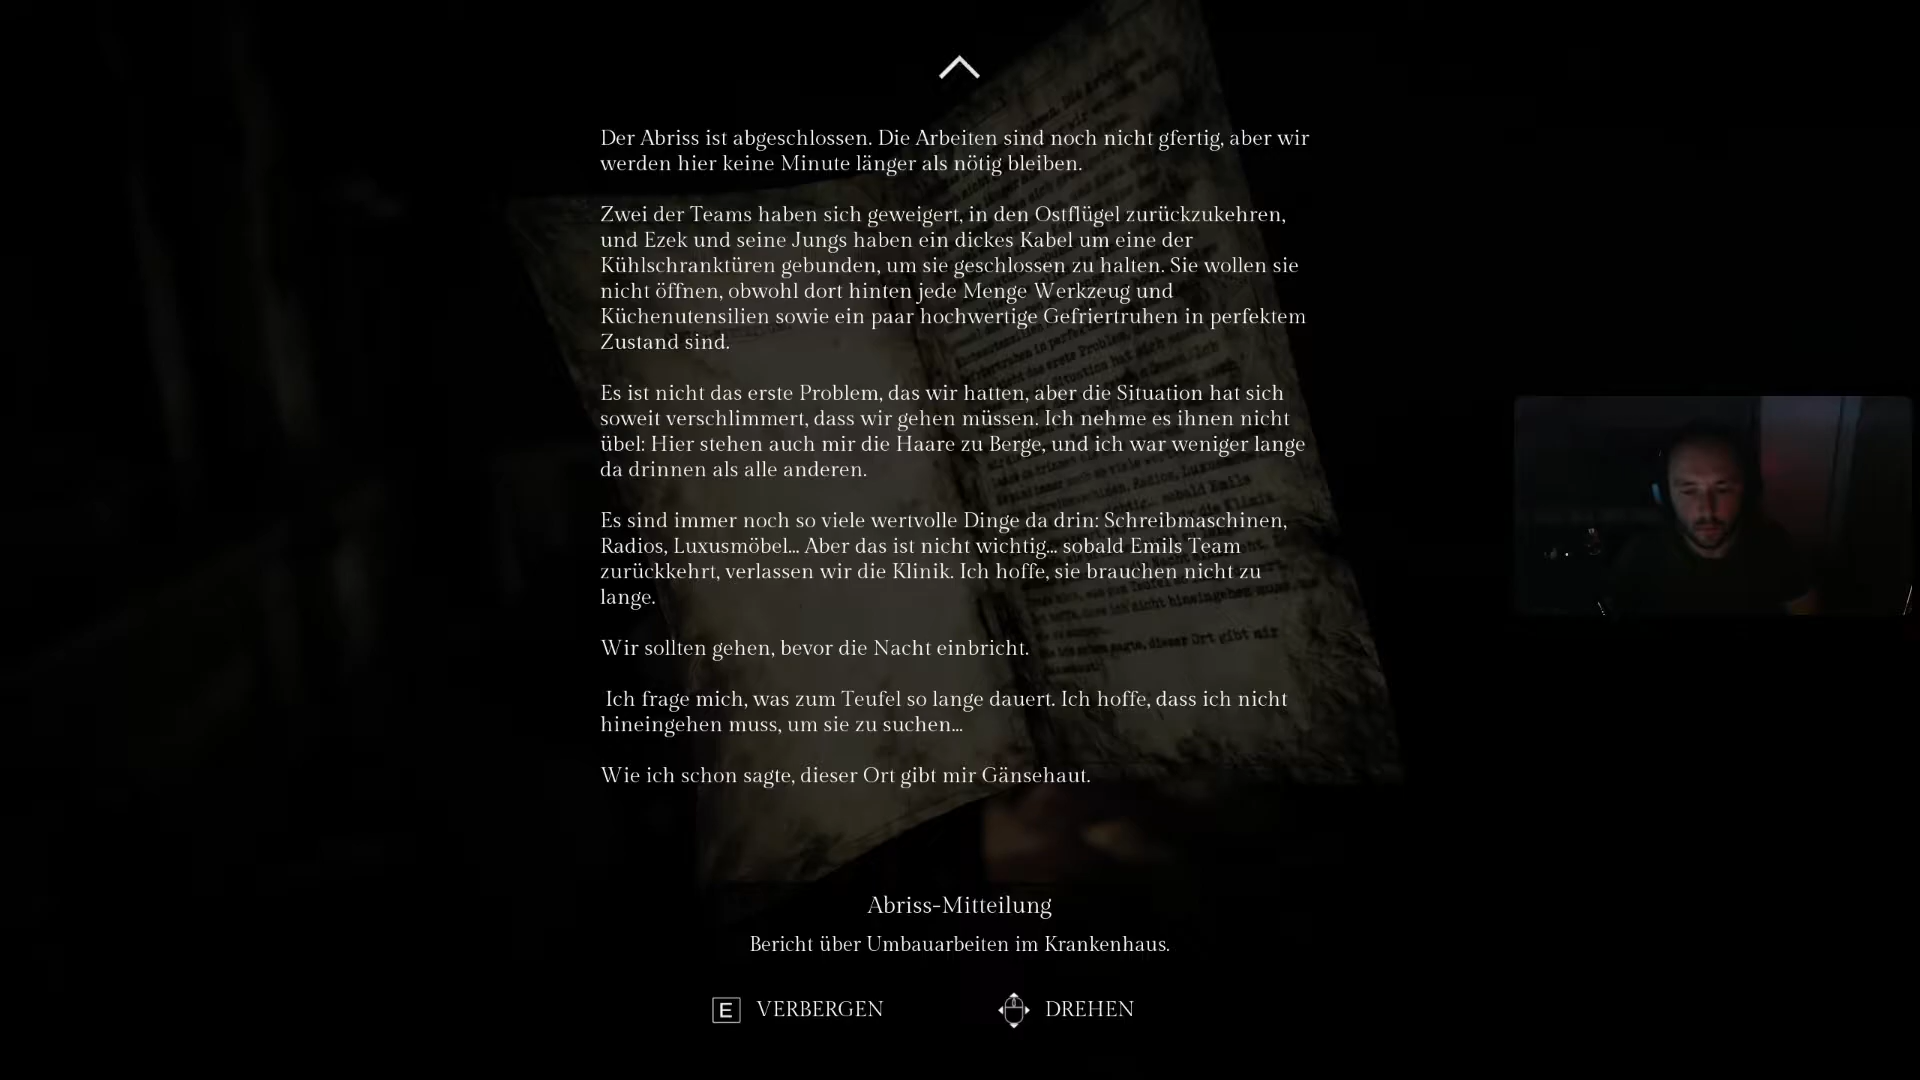 Der Abriss ist abgeschlossen. Die Arbeiten sind noch nicht gfertig, aber wir
werden hier keine Minute länger als nötig bleiben.
Zwei der Teams haben sich geweigert, in den Ostflügel zurückzukehren,
und Ezek und seine Jungs haben ein dickes Kabel um eine der
Kühlschranktüren gebunden, um sie geschlossen zu halten. Sie wollen sie
nicht öffnen, obwohl dort hinten jede Menge Werkzeug und
Küchenutensilien sowie ein paar hochwertige Gefriertruhen in perfektem
Zustand sind.
Es ist nicht das erste Problem, das wir hatten, aber die Situation hat sich
soweit verschlimmert, dass wir gehen müssen. Ich nehme es ihnen nicht
übel: Hier stehen auch mir die Haare zu Berge, und ich war weniger lange
da drinnen als alle anderen.
Es sind immer noch so viele wertvolle Dinge da drin: Schreibmaschinen,
Radios, Luxusmöbel... Aber das ist nicht wichtig... sobald Emils Team
zurückkehrt, verlassen wir die Klinik. Ich hoffe, sie brauchen nicht zu
lange.
Wir sollten gehen, bevor die Nacht einbricht.
Ich frage mich, was zum Teufel so lange dauert. Ich hoffe, dass ich nicht
hineingehen muss, um sie zu suchen...
Wie ich schon sagte, dieser Ort gibt mir Gänsehaut.
Abriss-Mitteilung
Bericht über Umbauarbeiten im Krankenhaus.
E VERBERGEN DREHEN